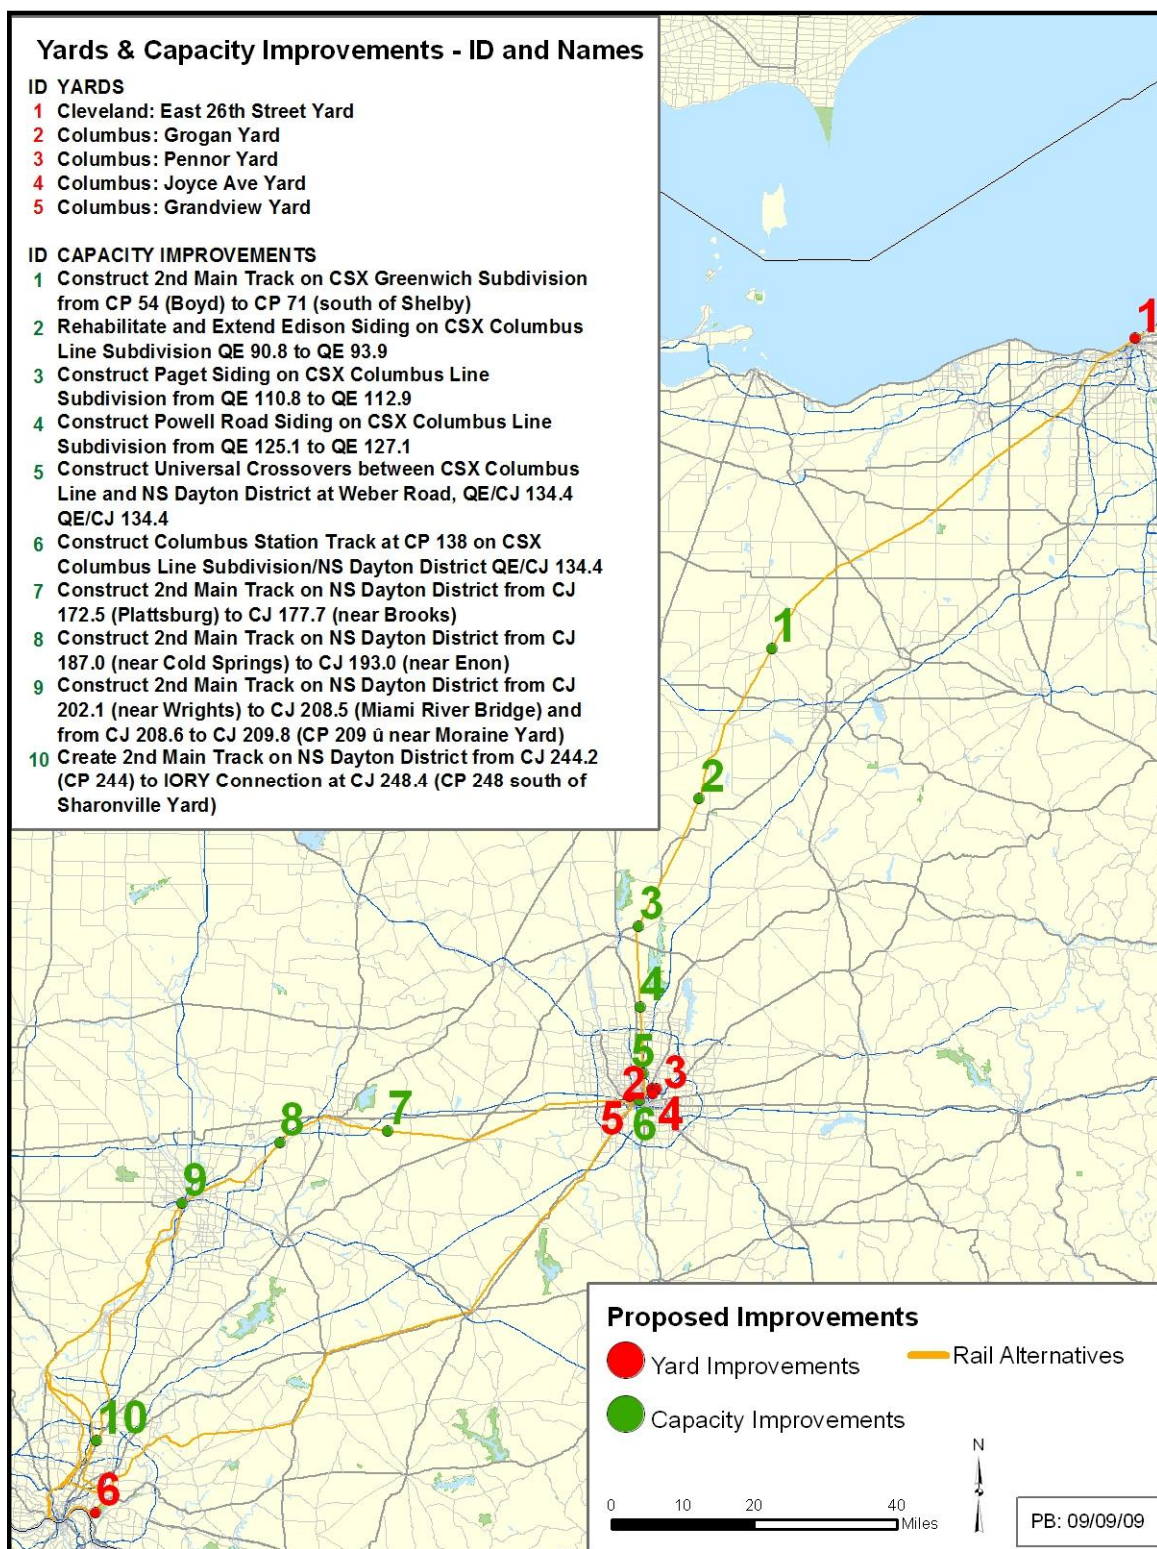 Yards & Capacity Improvements - ID and Names
ID YARDS
1 Cleveland: East 26th Street Yard
2 Columbus: Grogan Yard
3 Columbus: Pennor Yard
4 Columbus: Joyce Ave Yard
5 Columbus: Grandview Yard
ID CAPACITY IMPROVEMENTS
1 Construct 2nd Main Track on CSX Greenwich Subdivision
from CP 54 (Boyd) to CP 71 (south of Shelby)
2 Rehabilitate and Extend Edison Siding on CSX Columbus
Line Subdivision QE 90.8 to QE 93.9
3 Construct Paget Siding on CSX Columbus Line
Subdivision from QE 110.8 to QE 112.9
4 Construct Powell Road Siding on CSX Columbus Line
Subdivision from QE 125.1 to QE 127.1
5 Construct Universal Crossovers between CSX Columbus
Line and NS Dayton District at Weber Road, QE/CJ 134.4
QE/CJ 134.4
6 Construct Columbus Station Track at CP 138 on CSX
Columbus Line Subdivision/NS Dayton District QE/CJ 134.4
7 Construct 2nd Main Track on NS Dayton District from CJ
172.5 (Plattsburg) to CJ 177.7 (near Brooks)
8 Construct 2nd Main Track on NS Dayton District from CJ
187.0 (near Cold Springs) to CJ 193.0 (near Enon)
9 Construct 2nd Main Track on NS Dayton District from CJ
202.1 (near Wrights) to CJ 208.5 (Miami River Bridge) and
from CJ 208.6 to CJ 209.8 (CP 209 û near Moraine Yard)
10 Create 2nd Main Track on NS Dayton District from CJ 244.2
(CP 244) to IORY Connection at CJ 248.4 (CP 248 south of
Sharonville Yard)
1
1
2
3
4
5
2 3
5 6 4
7
8
9
10
6
Proposed Improvements
Yard Improvements
Rail Alternatives
Capacity Improvements
N
0 10 20 40
Miles
PB: 09/09/09